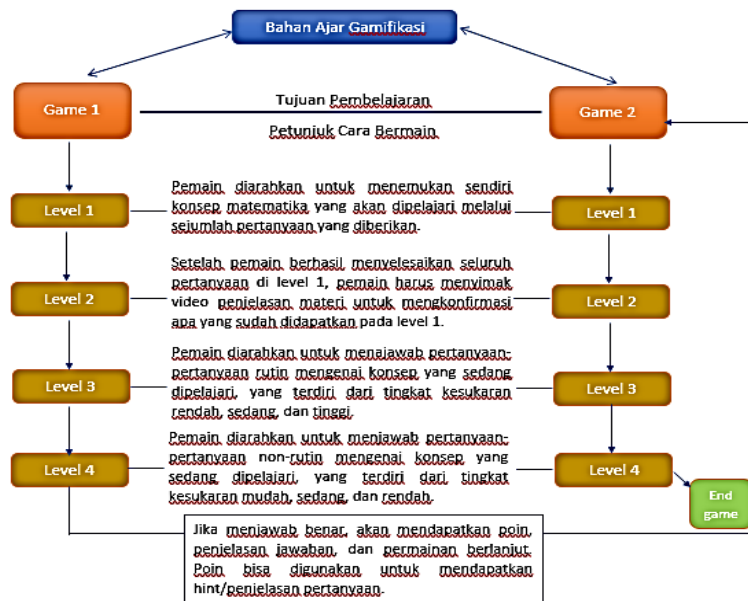 Bahan Ajar Gamifikasi
Game 1
Tujuan Pembelajaran
Petunjuk Cara Bermain
Game 2
Level 1
Pemain diarahkan untuk menemukan sendiri
konsep matematika yang akan dipelajari melalui
sejumlah pertanyaan yang diberikan.
Level 1
Level 2
Setelah pemain berhasil menyelesaikan seluruh
pertanyaan di level 1, pemain harus menyimak
video penjelasan materi untuk mengkonfirmasi
apa yang sudah didapatkan pada level 1.
Level 2
Level 3
Pemain diarahkan untuk menajawab pertanyaan-
pertanyaan rutin mengenai konsep yang sedang
dipelajari, yang terdiri dari tingkat kesukaran
rendah, sedang, dan tinggi.
Level 3
Level 4
Pemain diarahkan untuk menjawab pertanyaan-
pertanyaan non-rutin mengenai konsep yang
sedang dipelajari, yang terdiri dari tingkat
kesukaran mudah, sedang, dan rendah.
Level 4
End
game
Jika menjawab benar, akan mendapatkan poin,
penjelasan jawaban, dan permainan berlanjut.
Poin bisa digunakan untuk mendapatkan
hint/penjelasan pertanyaan.